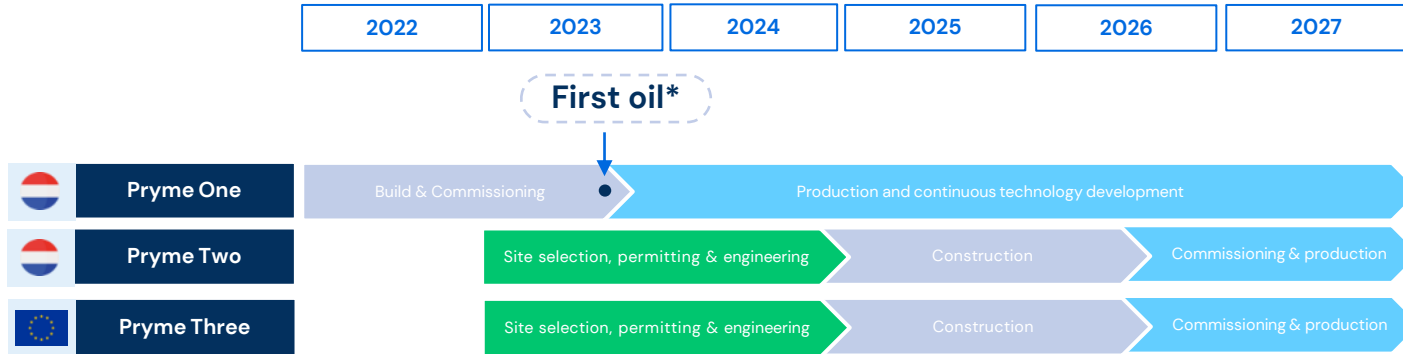 2022 2023 2024 2025 2026 2027
First oil*
Pryme One Build & Commissioning Production and continuous technology development
Pryme Two Site selection, permitting & engineering Construction Commissioning & production
Pryme Three Site selection, permitting & engineering Construction Commissioning & production